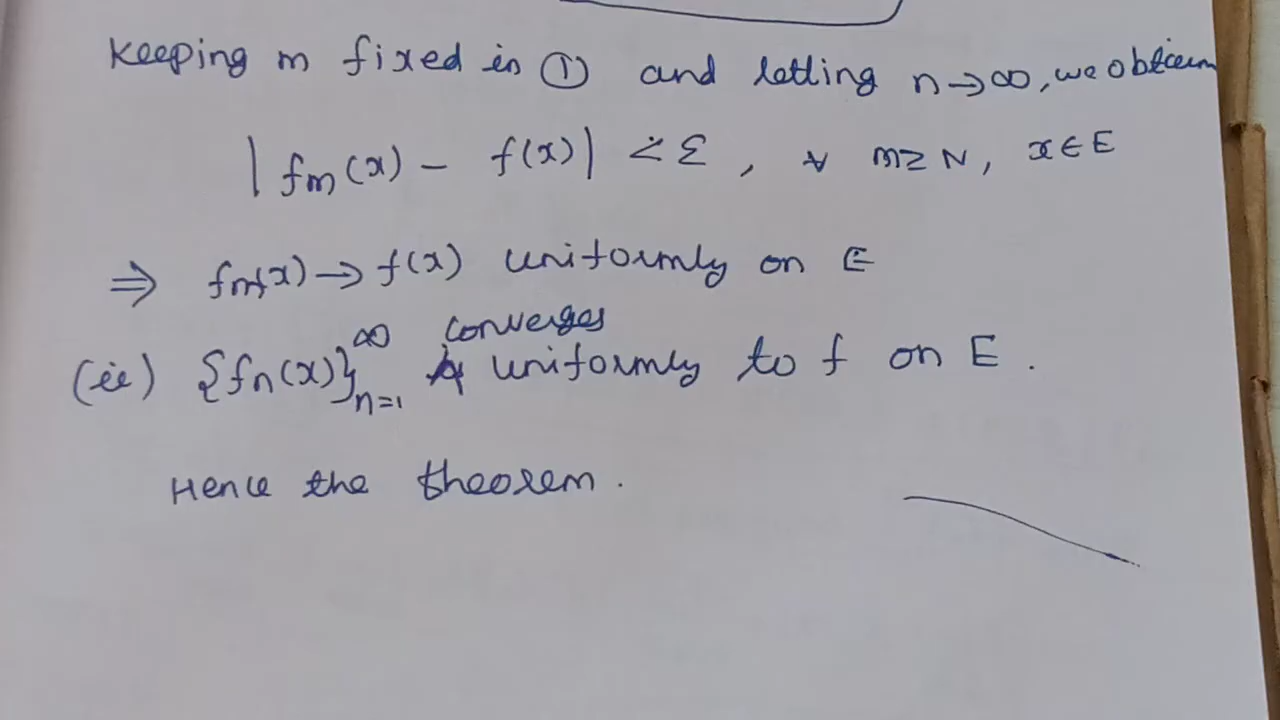 Keeping m fixed in ① and letting n→∞, we obtain
|fm(x) - f(x)| < ε, ∀ m≥N, x∈E
⇒ fm(x)→f(x) uniformly on E
converges
(ie) {fn(x)}∞n=1 uniformly to f on E.
Hence the theorem.